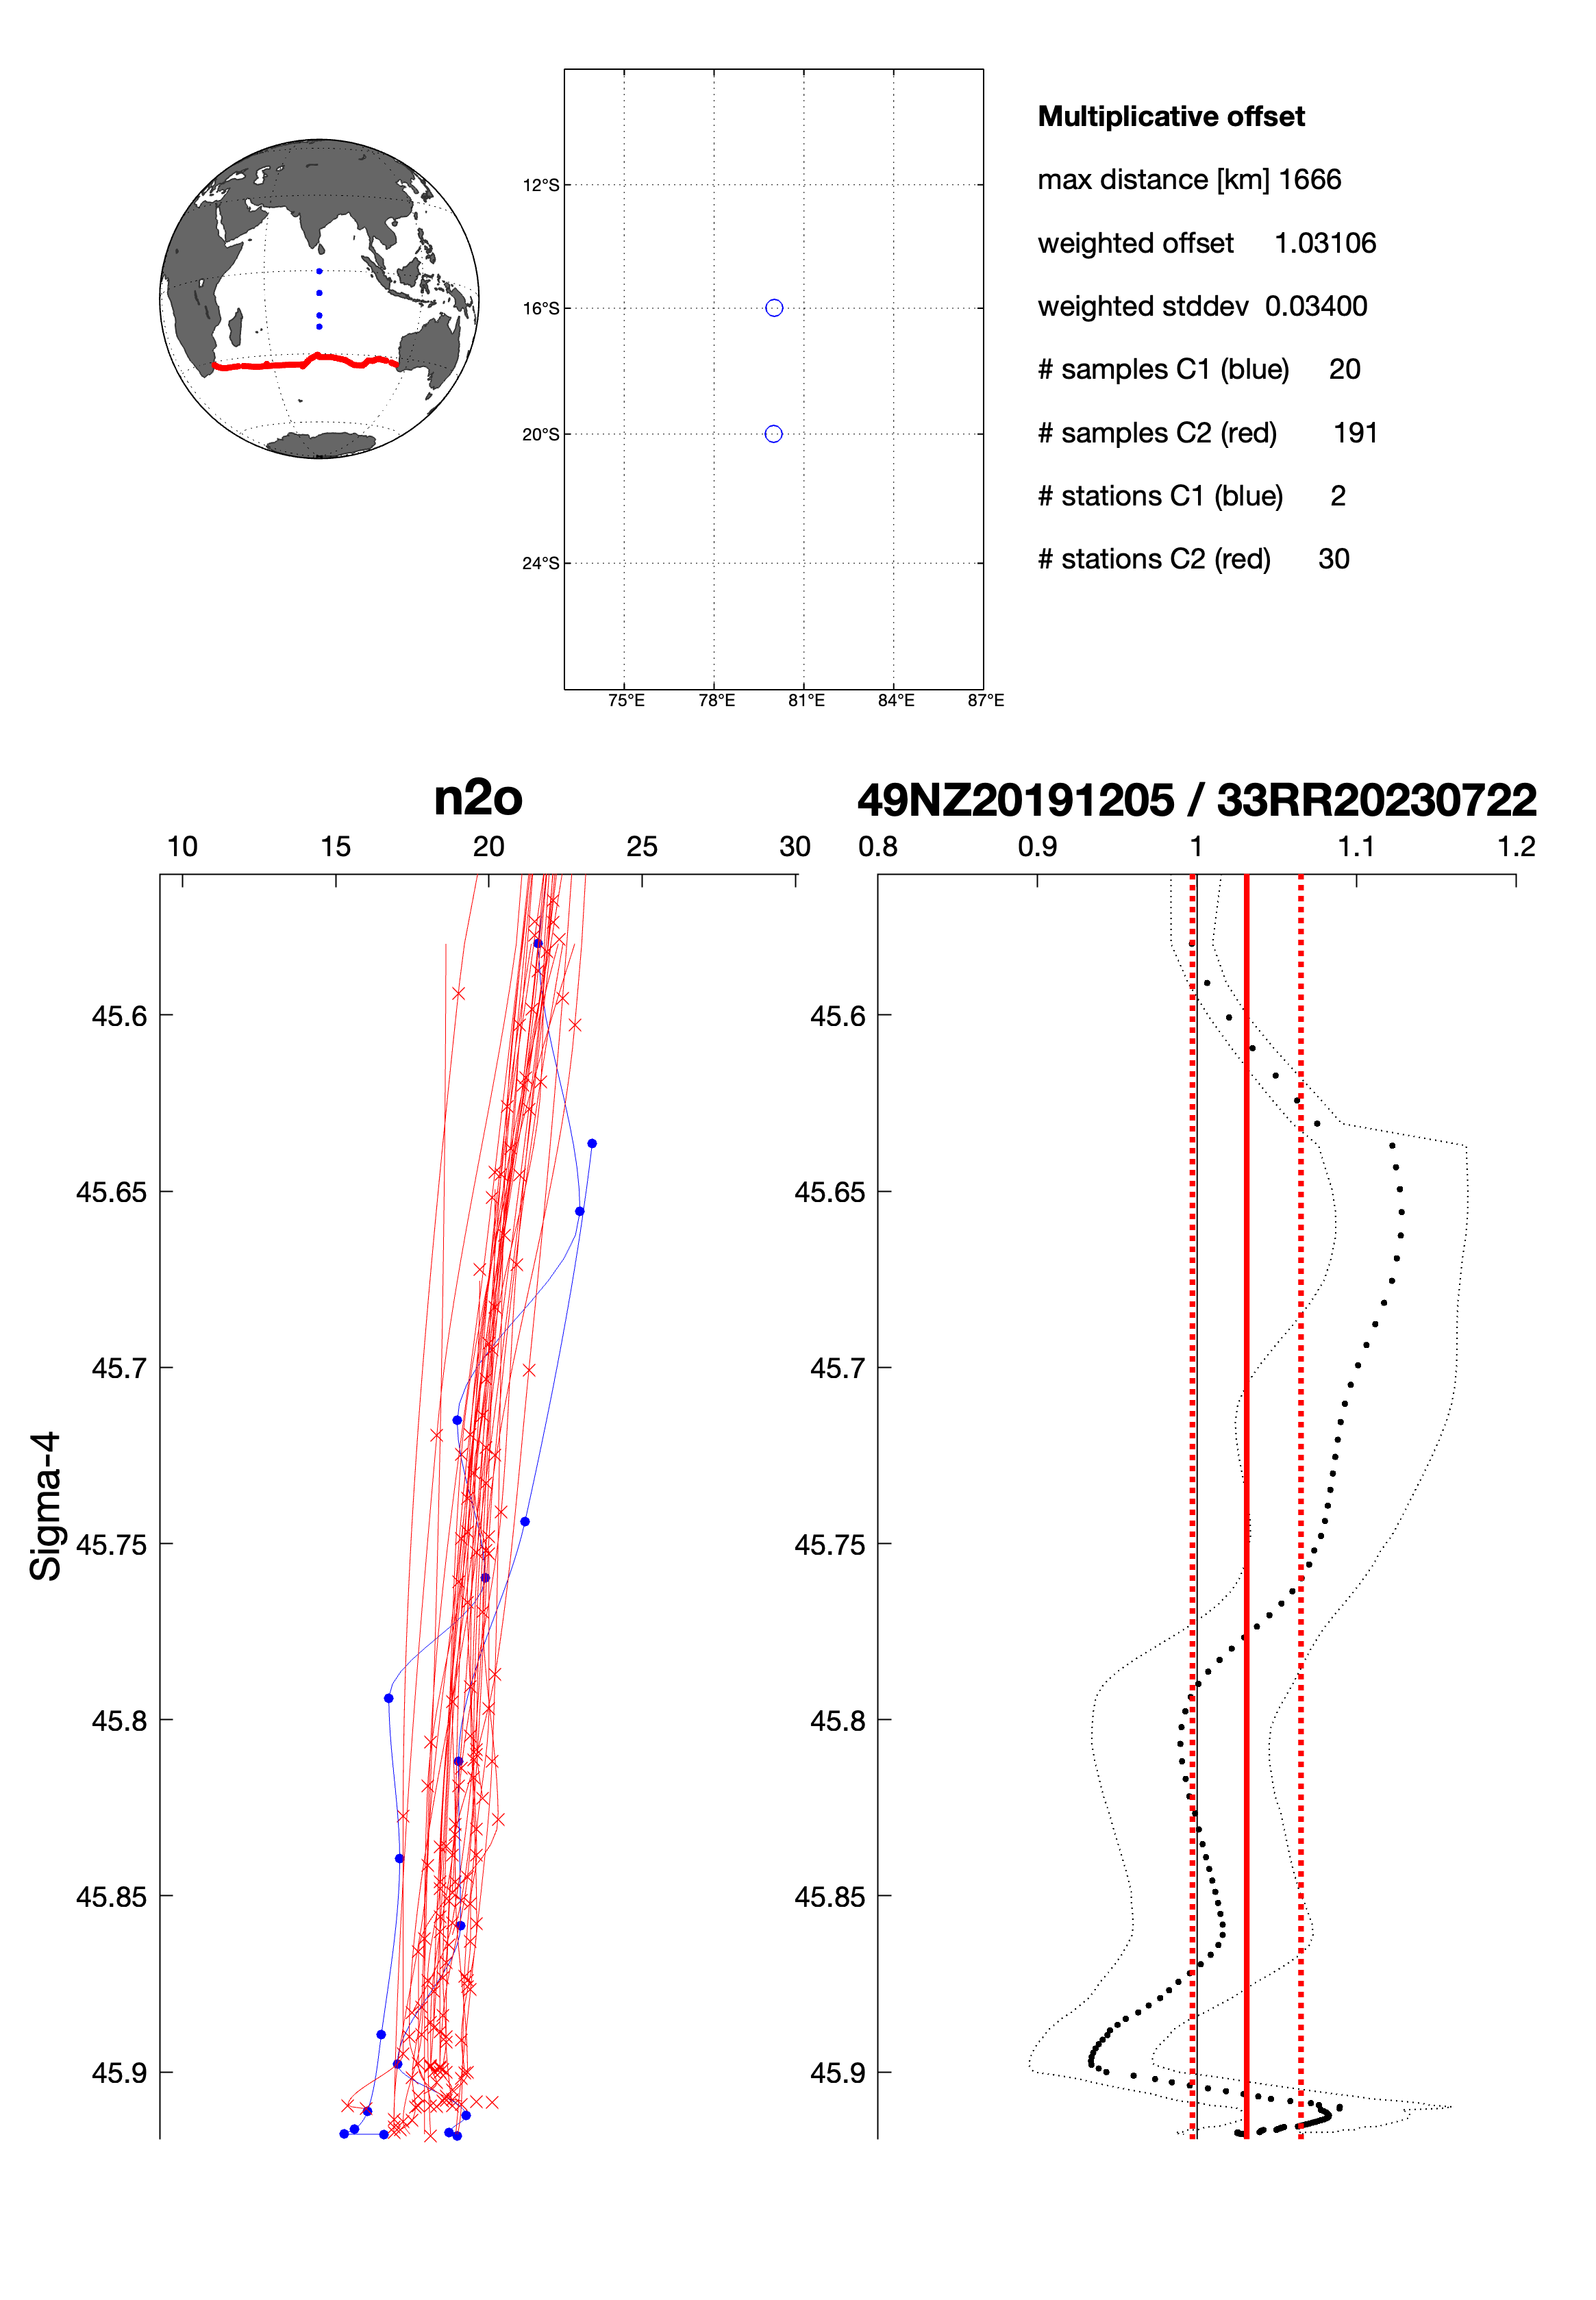 Multiplicative offset
max distance [km] 1666
weighted offset 1.03106
weighted stddev 0.03400
# samples C1 (blue) 20
# samples C2 (red) 191
# stations C1 (blue) 2
# stations C2 (red) 30
12°S
16°S
20°S
24°S
75°E 78°E 81°E 84°E 87°E
n2o
10 15 20 25 30
45.6
45.65
45.7
45.75
45.8
45.85
45.9
Sigma-4
49NZ20191205 / 33RR20230722
0.8 0.9 1 1.1 1.2
45.6
45.65
45.7
45.75
45.8
45.85
45.9